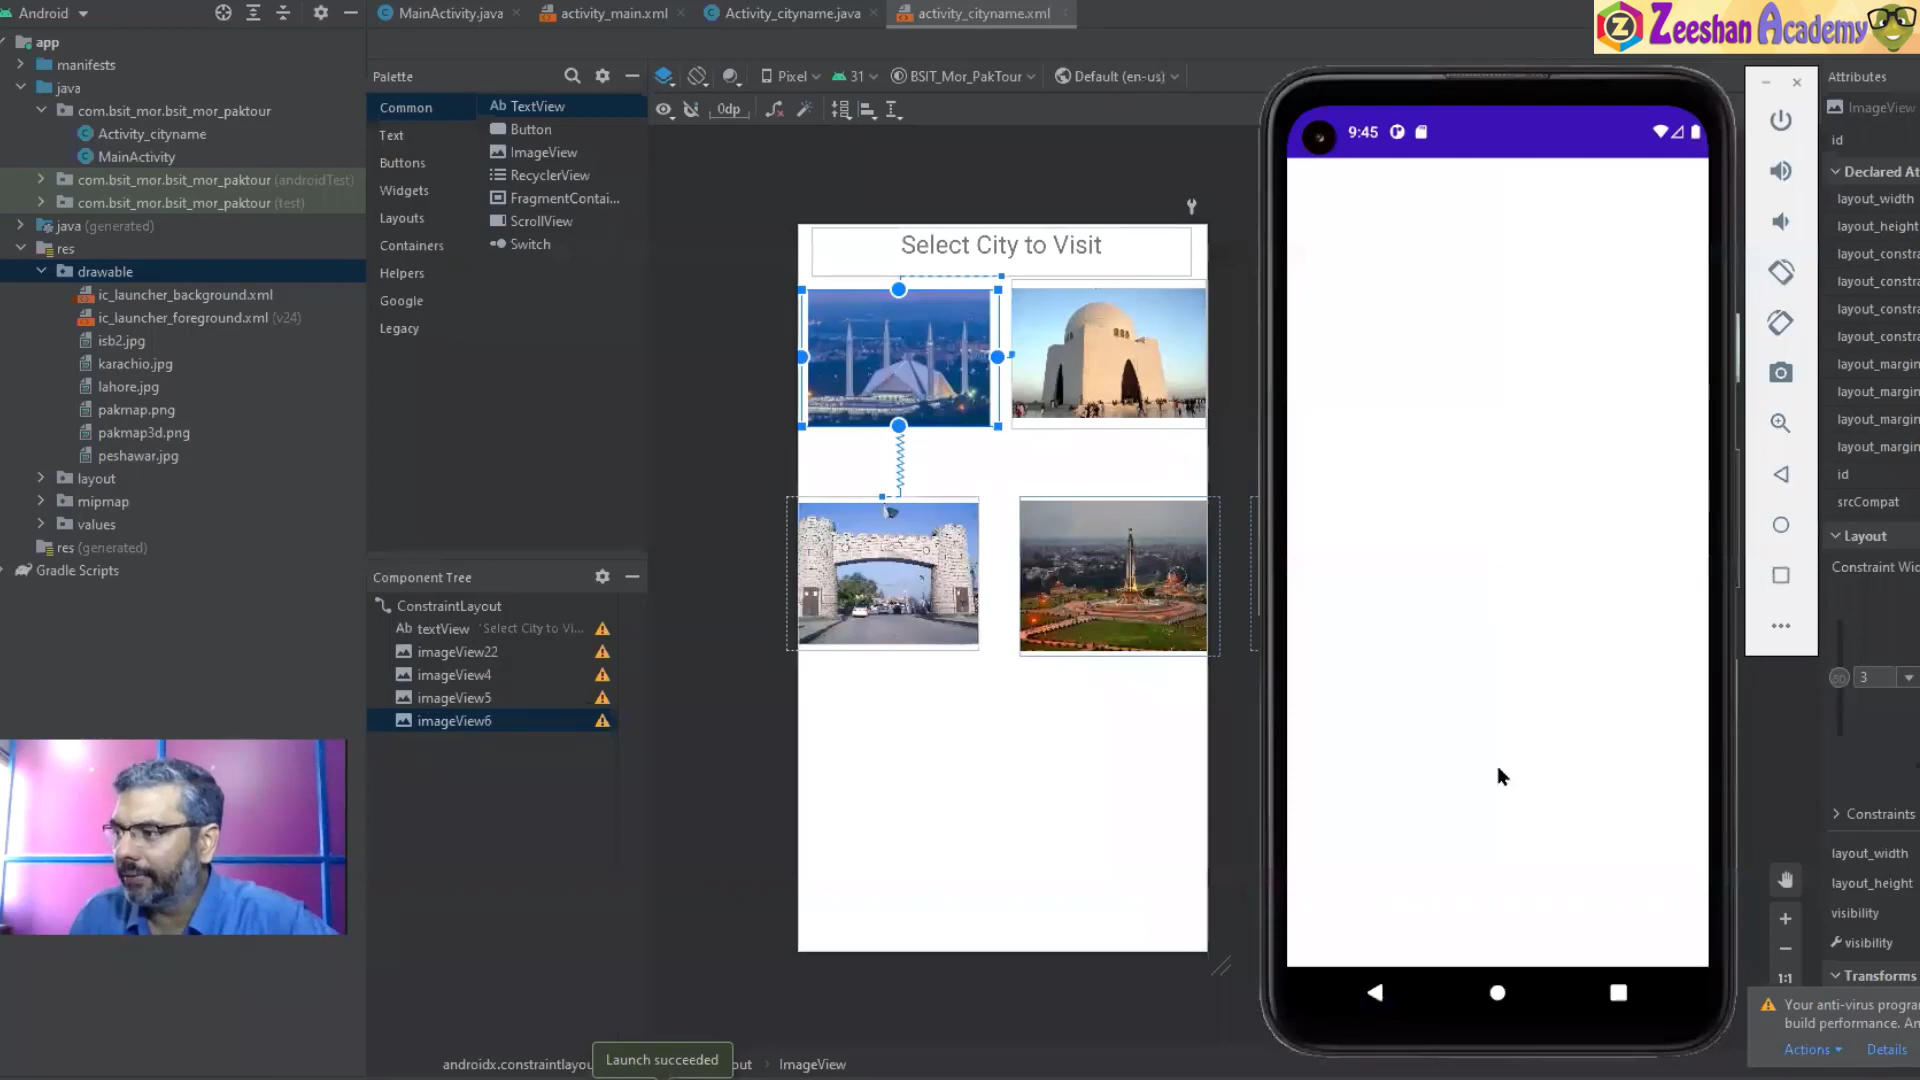 Android
MainActivity.java
activity_main.xml
Activity_cityname.java
activity_cityname.xml
Zeeshan Academy
app
manifests
java
com.bsit_mor.bsit_mor_paktour
Activity_cityname
MainActivity
com.bsit_mor.bsit_mor_paktour (androidTest)
com.bsit_mor.bsit_mor_paktour (test)
java (generated)
res
drawable
ic_launcher_background.xml
ic_launcher_foreground.xml (v24)
isb2.jpg
karachio.jpg
lahore.jpg
pakmap.png
pakmap3d.png
peshawar.jpg
layout
mipmap
values
res (generated)
Gradle Scripts
Palette
Common
Text
Buttons
Widgets
Layouts
Containers
Helpers
Google
Legacy
Ab TextView
Button
ImageView
RecyclerView
FragmentContai...
ScrollView
Switch
Component Tree
ConstraintLayout
Ab textView "Select City to Vi...
imageView22
imageView4
imageView5
imageView6
Pixel
31
BSIT_Mor_PakTour
Default (en-us)
0dp
Select City to Visit
9:45
Attributes
ImageView
id
Declared At
layout_width
layout_height
layout_constra
layout_constra
layout_constra
layout_constra
layout_margin
layout_margin
layout_margin
layout_margin
id
srcCompat
Layout
Constraint Wid
50
3
Constraints
layout_width
layout_height
visibility
visibility
Transforms
1:1
Your anti-virus progra
build performance. An
Actions
Details
androidx.constraintlayou
Launch succeeded
out
ImageView